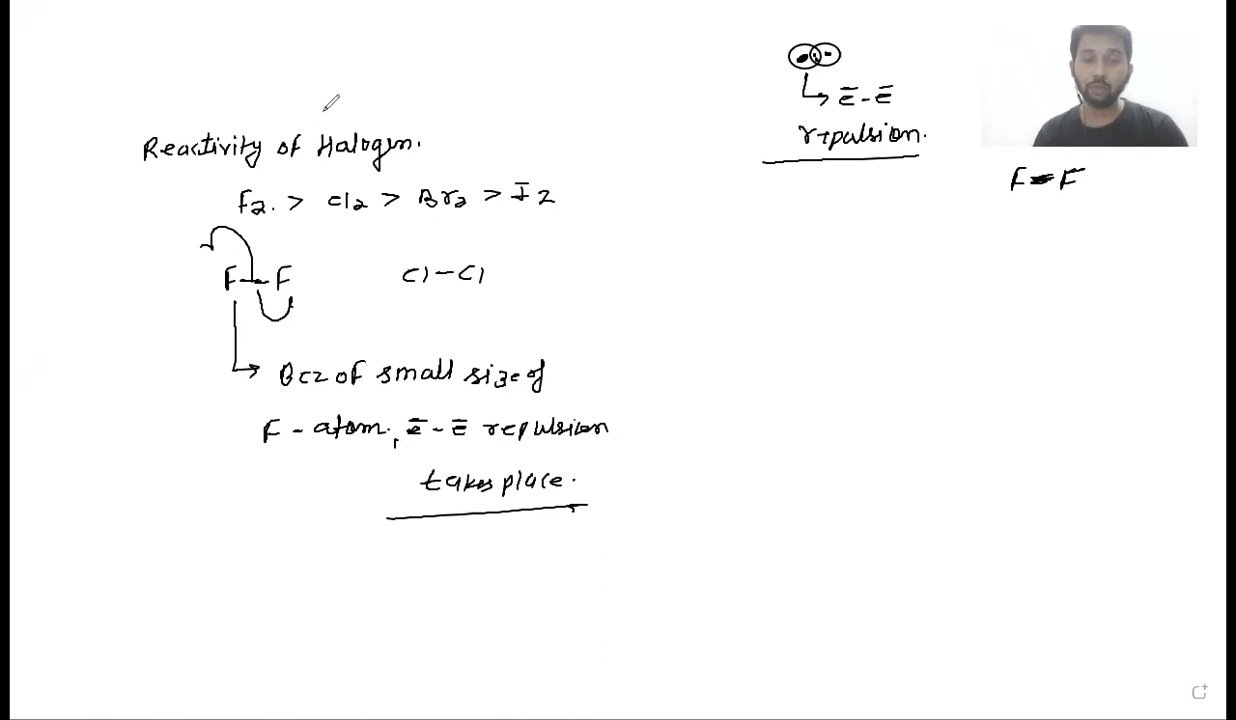 Reactivity of Halogen.
F2. > Cl2 > Br2 > I2
F-F
Cl-Cl
Bcz of small size of
F - atom, ē-ē repulsion
takes place.
ē-ē
repulsion.
F-F